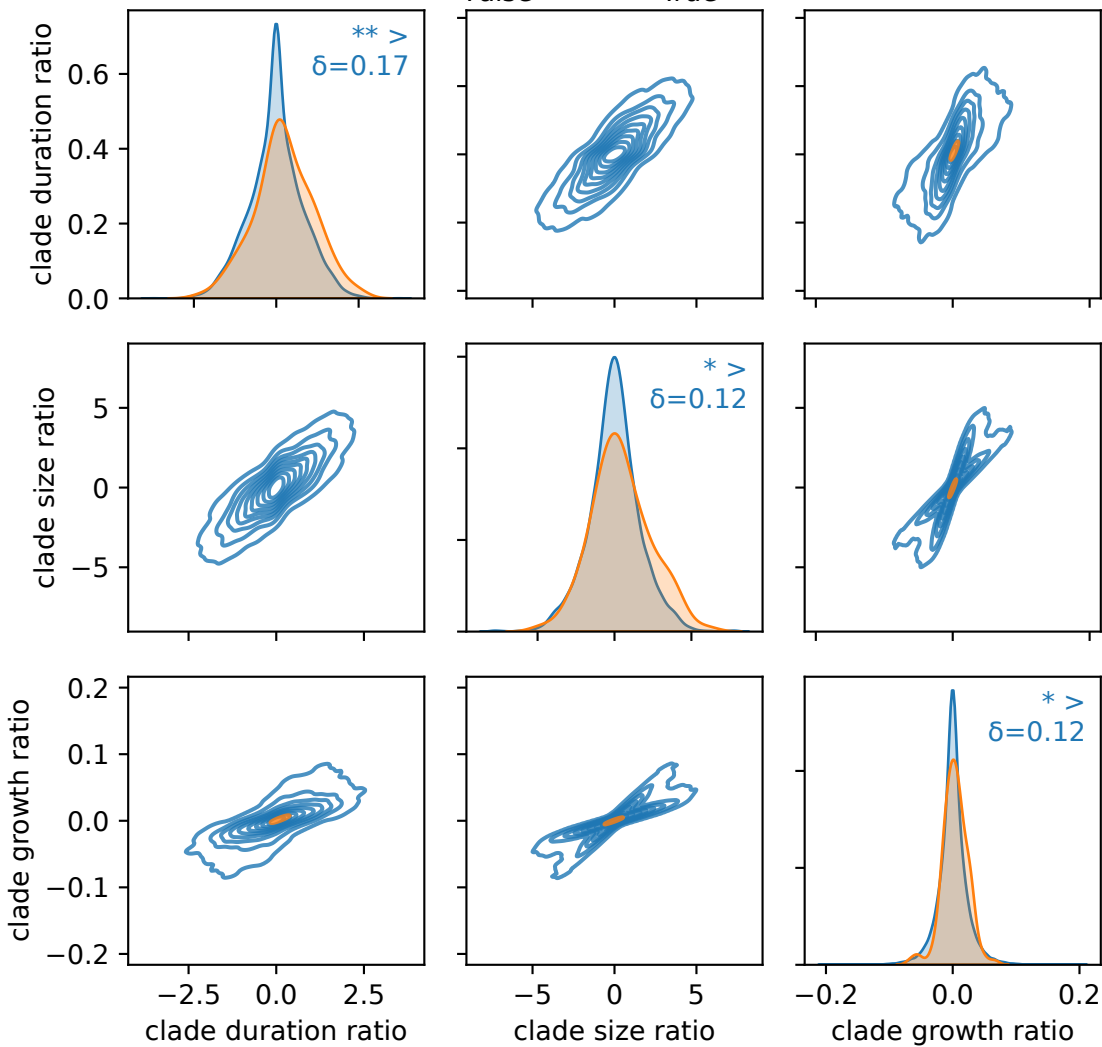 ** >
δ=0.17
clade duration ratio
0.6
0.4
0.2
0.0
* >
δ=0.12
clade size ratio
5
0
−5
* >
δ=0.12
clade growth ratio
0.2
0.1
0.0
−0.1
−0.2
−2.5 0.0 2.5
−5 0 5
−0.2 0.0 0.2
clade duration ratio
clade size ratio
clade growth ratio